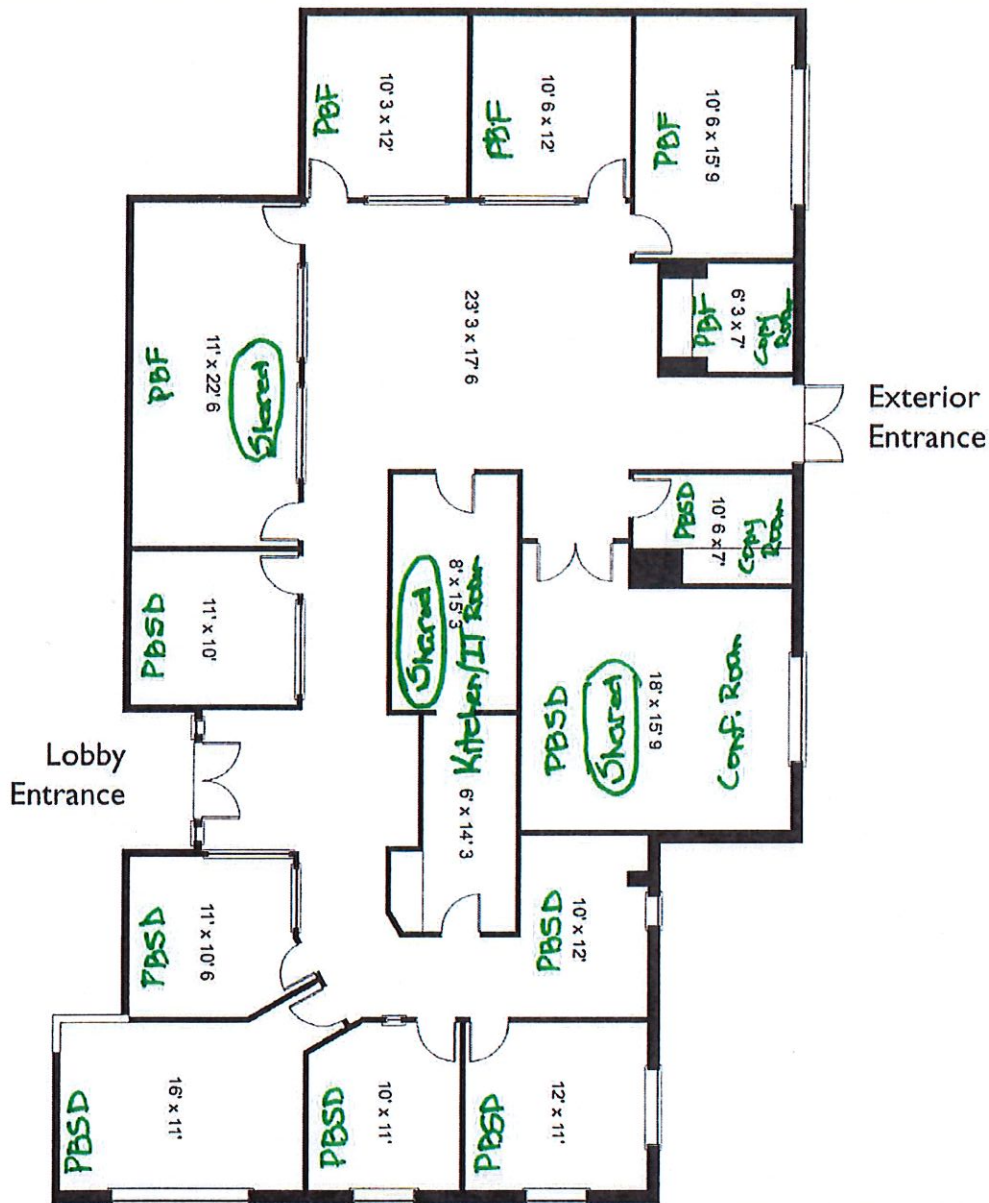 PBF
10' 3 x 12'
PBF
10' 6 x 12'
PBF
10' 6 x 15' 9
PBF
6' 3 x 7'
Copy
Room
Exterior
Entrance
23' 3 x 17' 6
PBF
11' x 22' 6
Shared
PBSD
10' 6 x 7'
Copy
Room
PBSD
11' x 10'
Shared
8' x 15' 3
Kitchen/IT Room
6' x 14' 3
PBSD
Shared
18' x 15' 9
Conf. Room
Lobby
Entrance
PBSD
11' x 10' 6
PBSD
10' x 12'
PBSD
16' x 11'
PBSD
10' x 11'
PBSD
12' x 11'